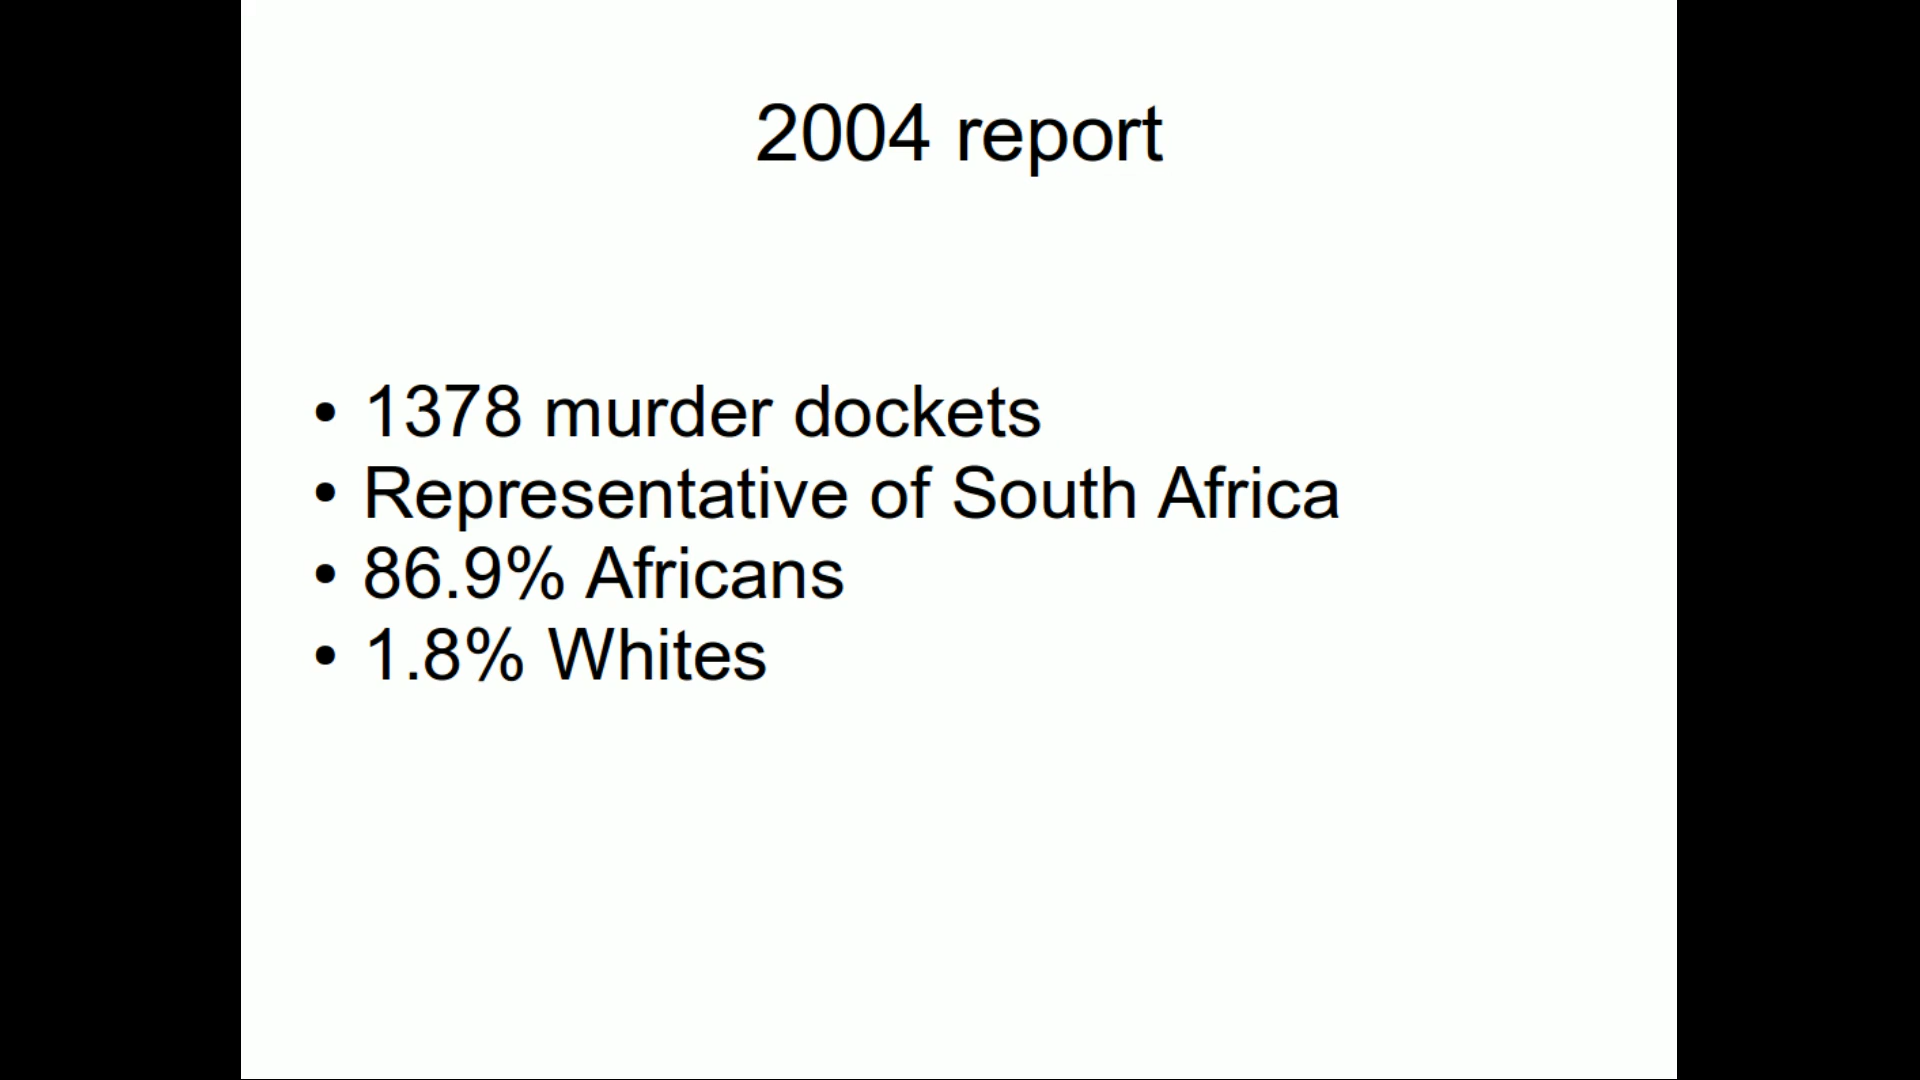 2004 report
• 1378 murder dockets
• Representative of South Africa
• 86.9% Africans
• 1.8% Whites